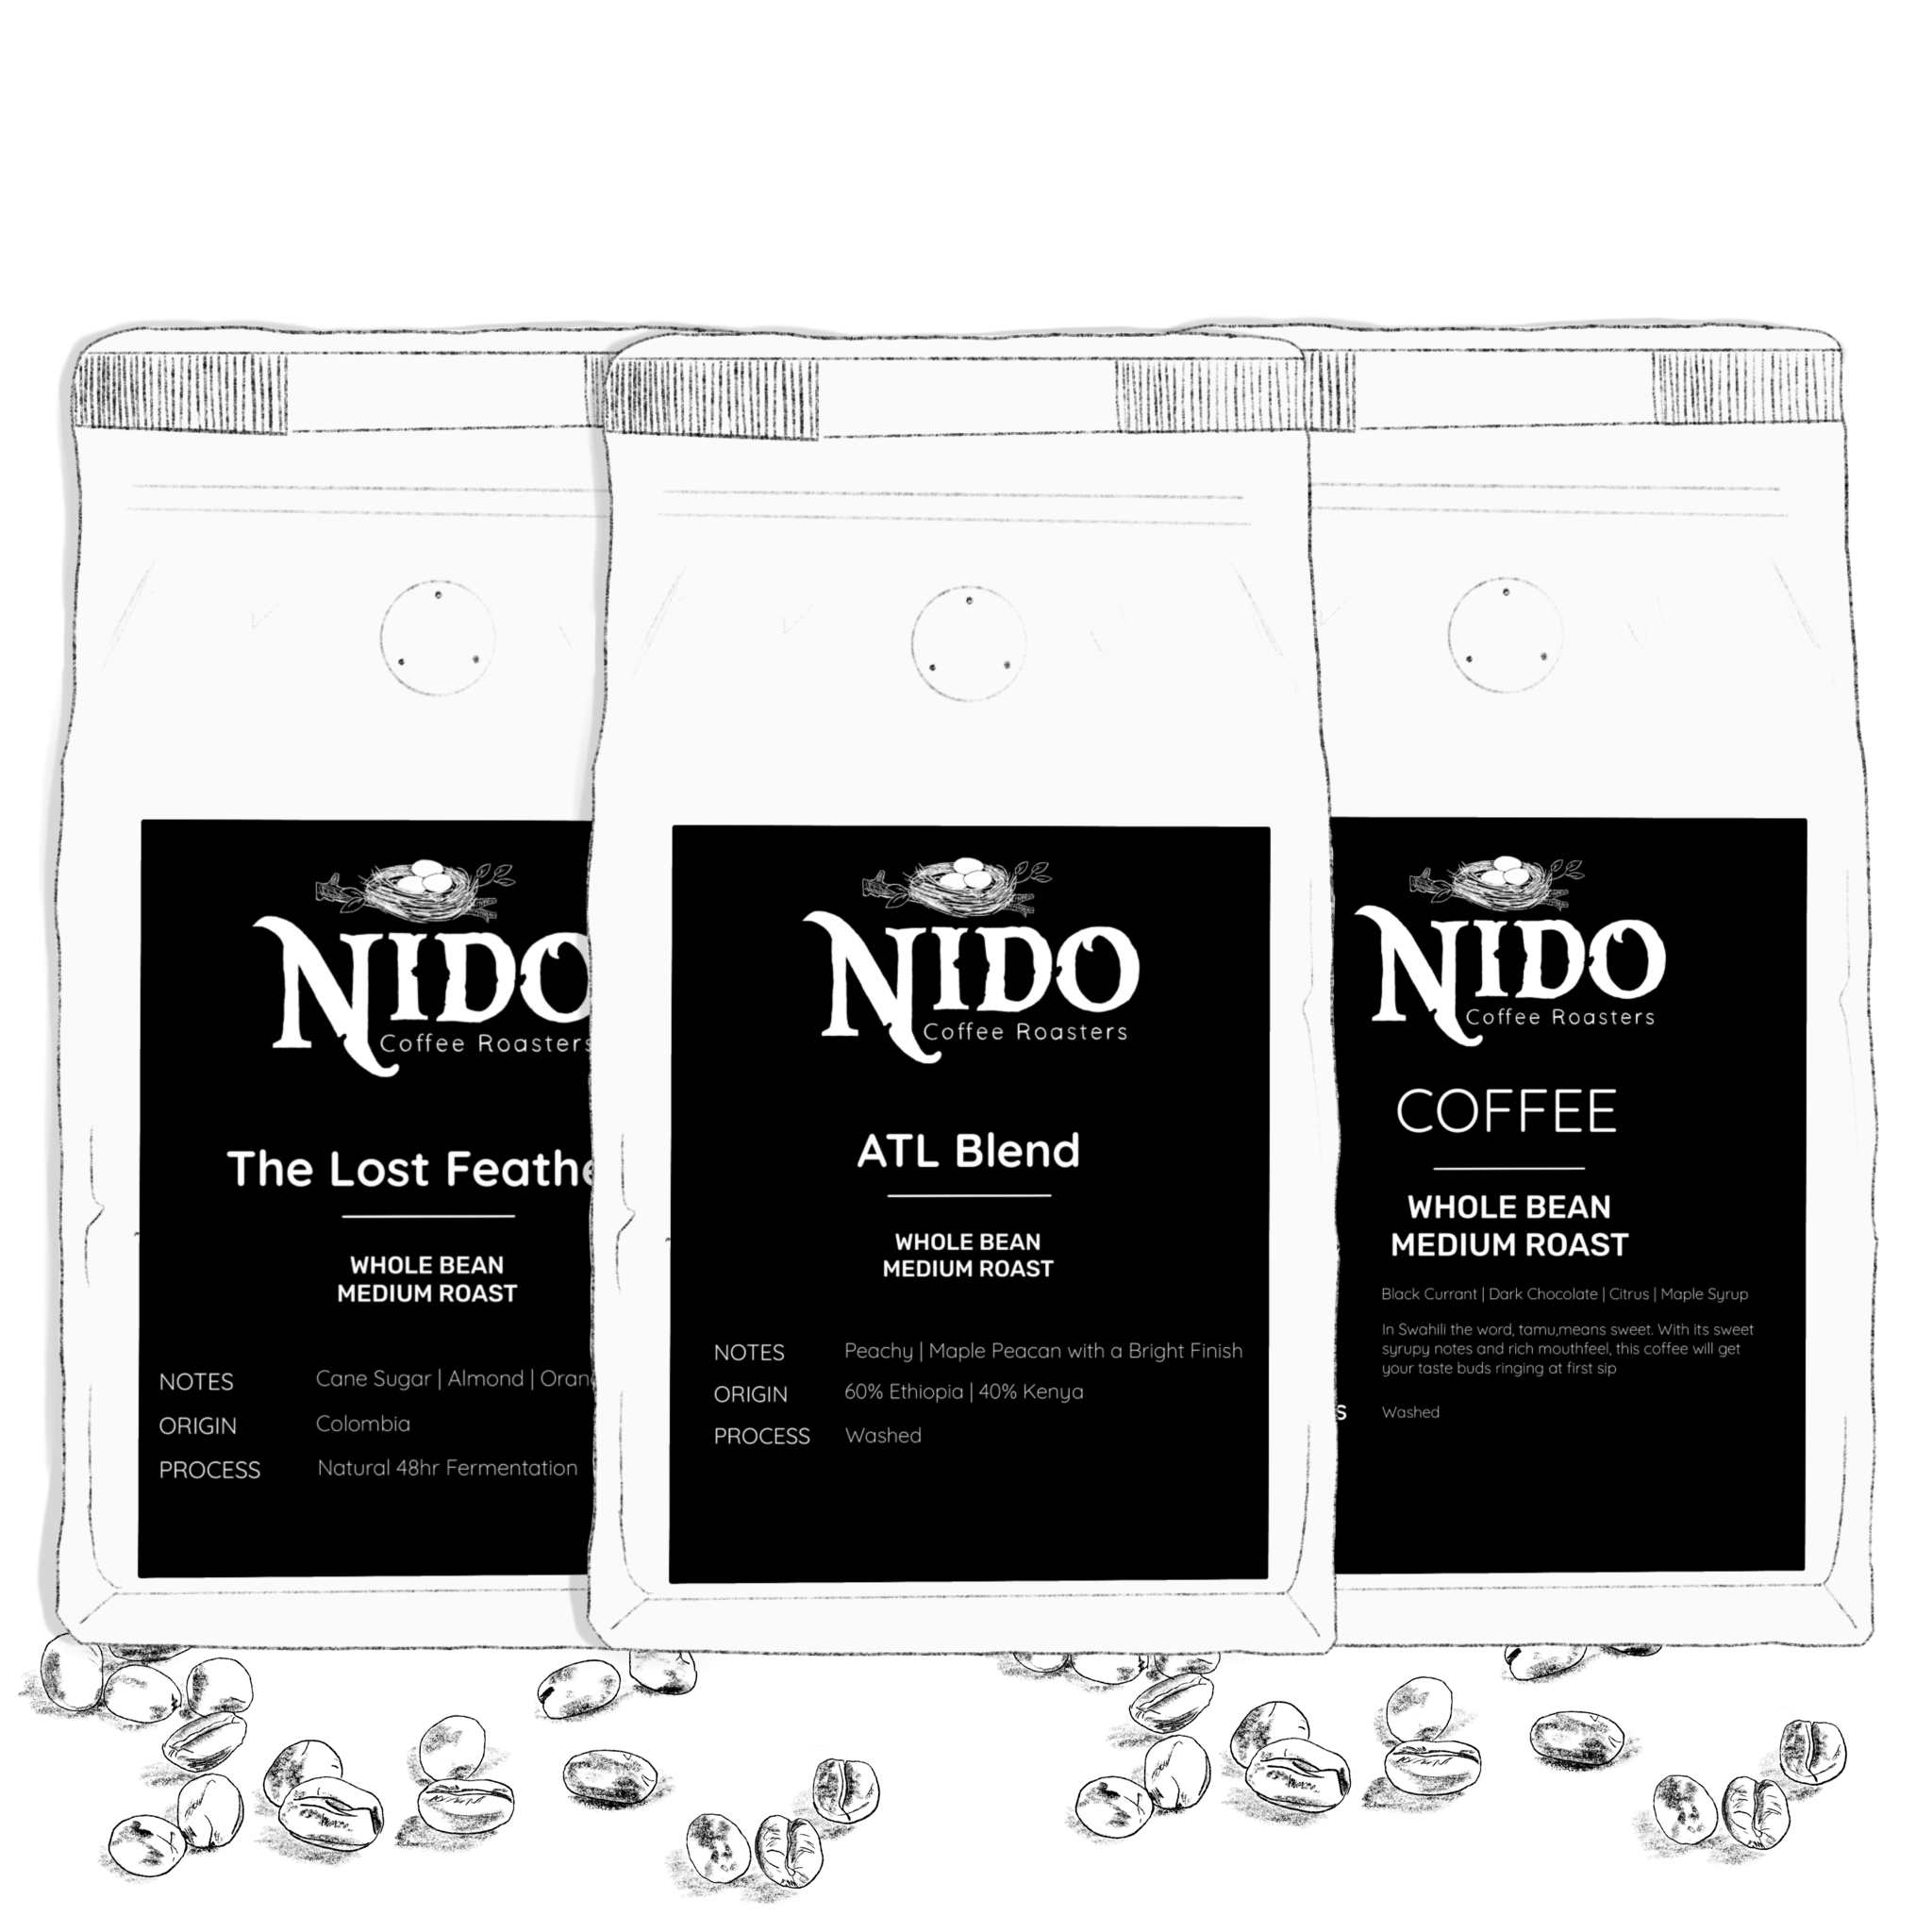 NIDO
Coffee Roasters
The Lost Feathe
WHOLE BEAN
MEDIUM ROAST
NOTES Cane Sugar | Almond | Oran
ORIGIN Colombia
PROCESS Natural 48hr Fermentation
NIDO
Coffee Roasters
ATL Blend
WHOLE BEAN
MEDIUM ROAST
NOTES Peachy | Maple Peacan with a Bright Finish
ORIGIN 60% Ethiopia | 40% Kenya
PROCESS Washed
NIDO
Coffee Roasters
COFFEE
WHOLE BEAN
MEDIUM ROAST
Black Currant | Dark Chocolate | Citrus | Maple Syrup
In Swahili the word, tamu,means sweet. With its sweet
syrupy notes and rich mouthfeel, this coffee will get
your taste buds ringing at first sip
S Washed